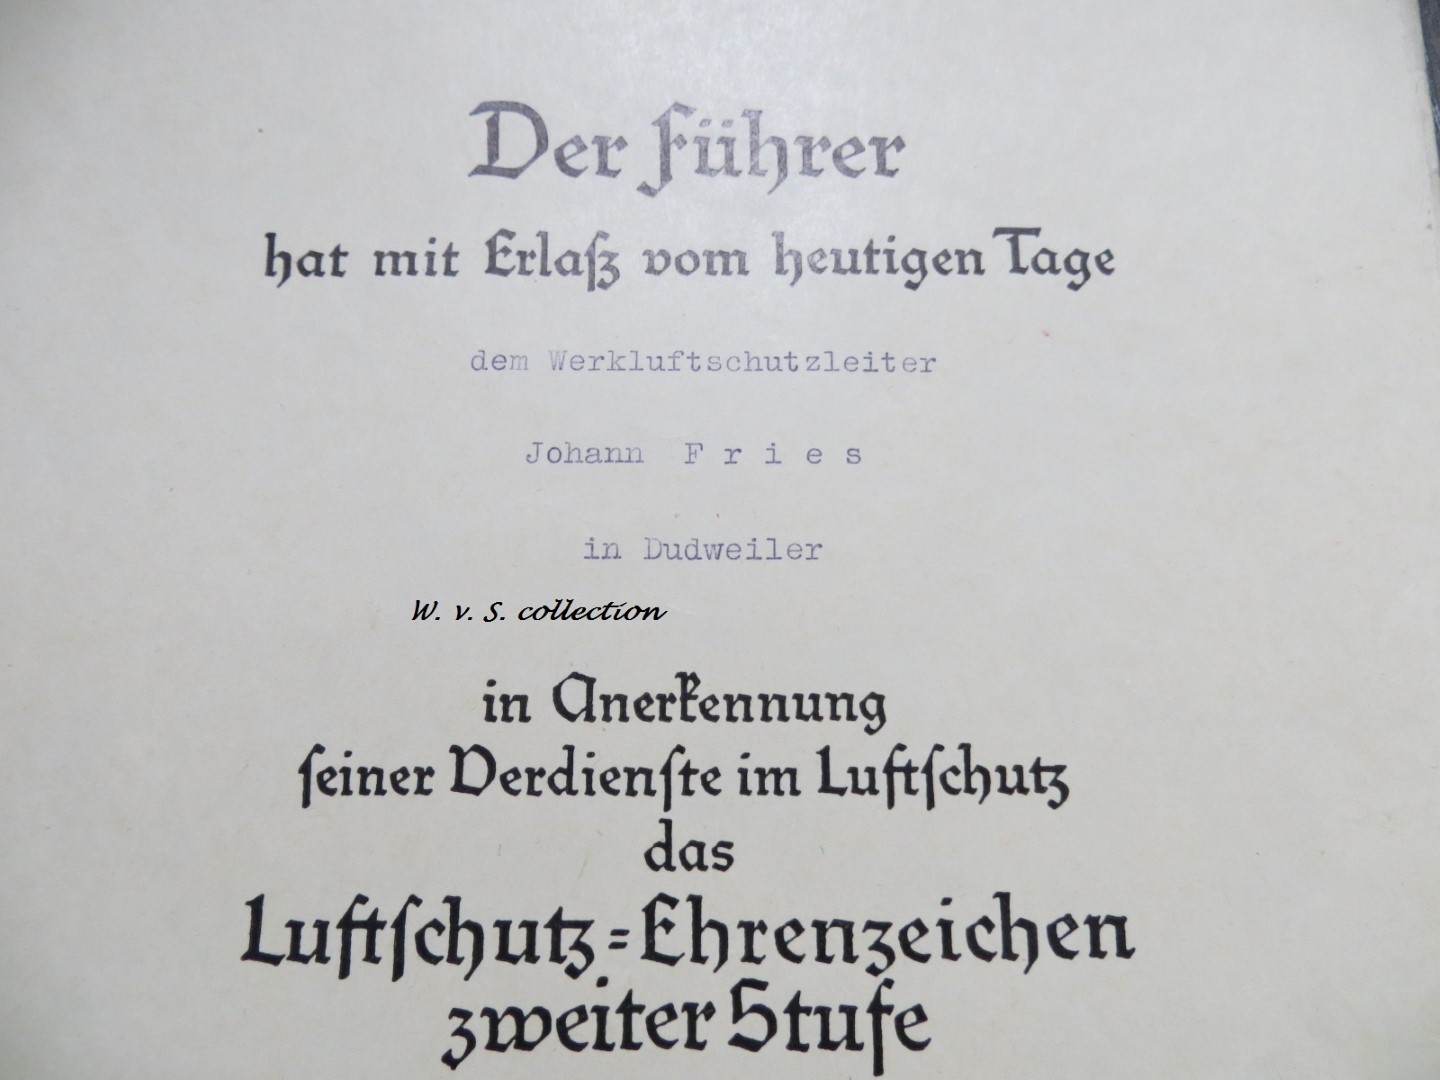 Der Führer
hat mit Erlaß vom heutigen Tage
dem Werkluftschutzleiter
Johann F r i e s
in Dudweiler
W. v. S. collection
in Anerkennung
seiner Verdienste im Luftschutz
das
Luftschutz=Ehrenzeichen
zweiter Stufe